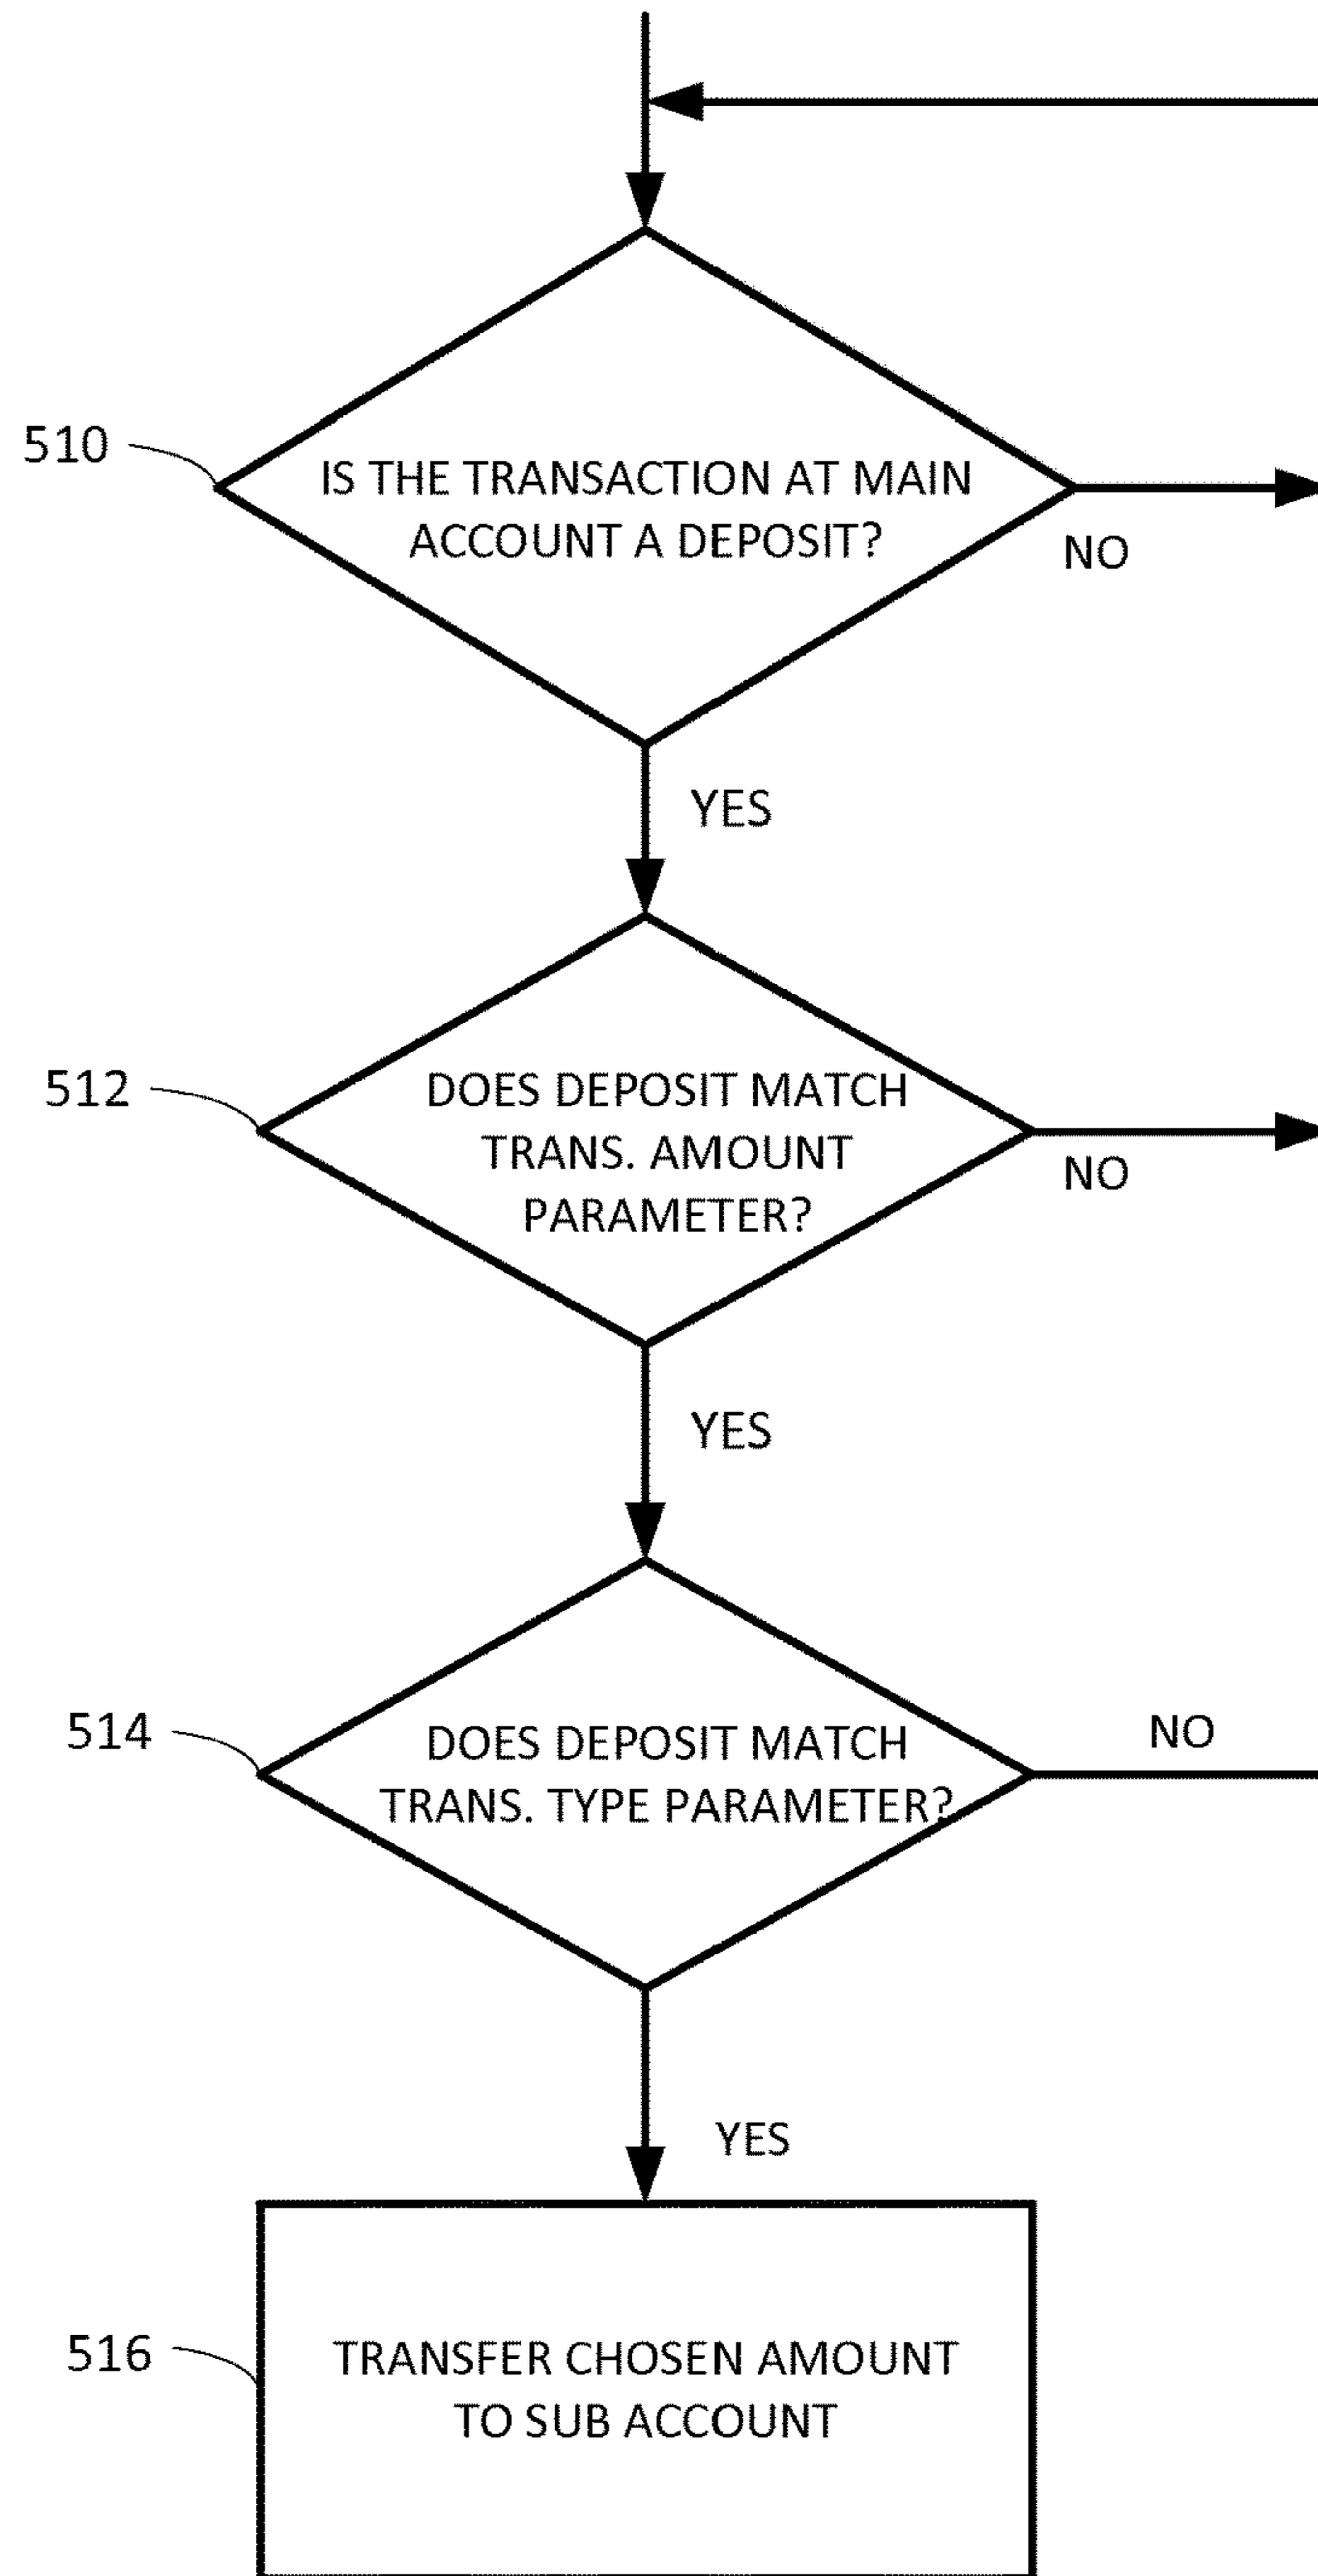 510
IS THE TRANSACTION AT MAIN
ACCOUNT A DEPOSIT?
NO
YES
512
DOES DEPOSIT MATCH
TRANS. AMOUNT
PARAMETER?
NO
YES
514
DOES DEPOSIT MATCH
TRANS. TYPE PARAMETER?
NO
YES
516
TRANSFER CHOSEN AMOUNT
TO SUB ACCOUNT